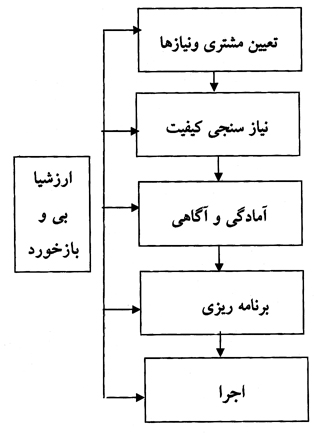 تعیین مشتری ونیازها
نیاز سنجی کیفیت
آمادگی و آگاهی
برنامه ریزی
اجرا
ارزشیا
بی و
بازخورد